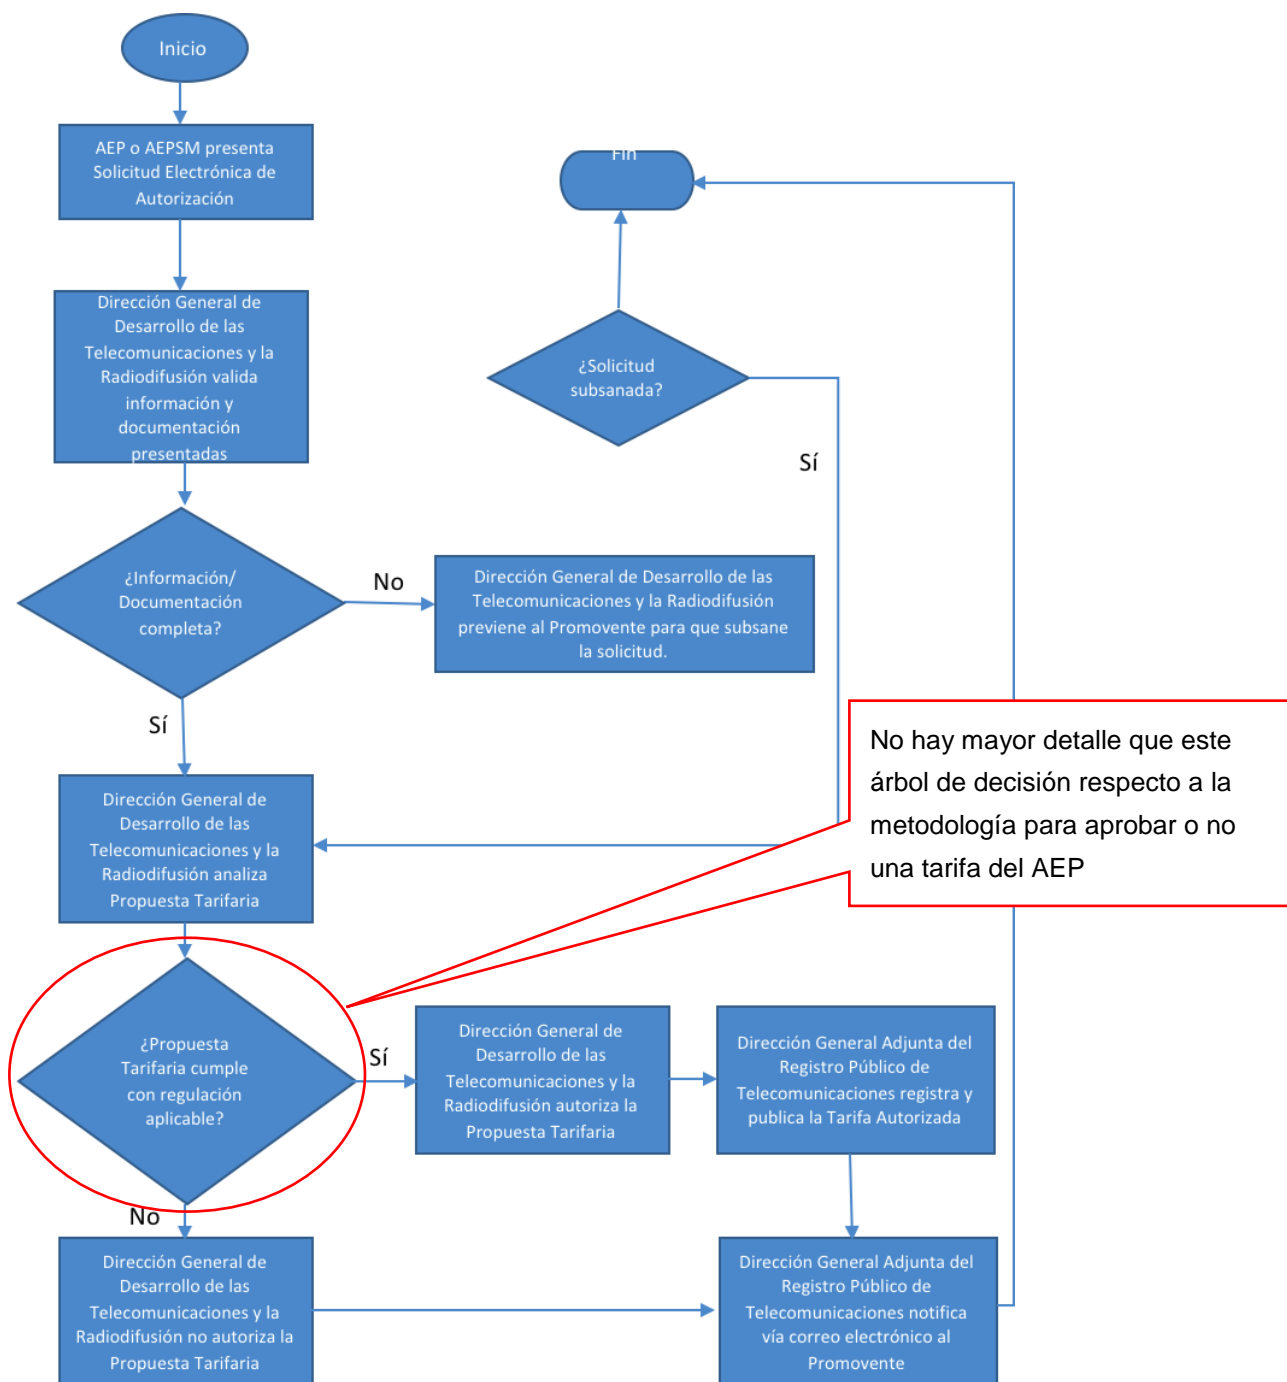 Inicio
AEP o AEPSM presenta
Solicitud Electrónica de
Autorización
Dirección General de
Desarrollo de las
Telecomunicaciones y la
Radiodifusión valida
información y
documentación
presentadas
Fin
¿Solicitud
subsanada?
Sí
¿Información/
Documentación
completa?
No
Dirección General de Desarrollo de las
Telecomunicaciones y la Radiodifusión
previene al Promovente para que subsane
la solicitud.
Sí
Dirección General de
Desarrollo de las
Telecomunicaciones y la
Radiodifusión analiza
Propuesta Tarifaria
No hay mayor detalle que este
árbol de decisión respecto a la
metodología para aprobar o no
una tarifa del AEP
¿Propuesta
Tarifaria cumple
con regulación
aplicable?
Sí
Dirección General de
Desarrollo de las
Telecomunicaciones y la
Radiodifusión autoriza la
Propuesta Tarifaria
Dirección General Adjunta del
Registro Público de
Telecomunicaciones registra y
publica la Tarifa Autorizada
No
Dirección General de
Desarrollo de las
Telecomunicaciones y la
Radiodifusión no autoriza la
Propuesta Tarifaria
Dirección General Adjunta del
Registro Público de
Telecomunicaciones notifica
vía correo electrónico al
Promovente